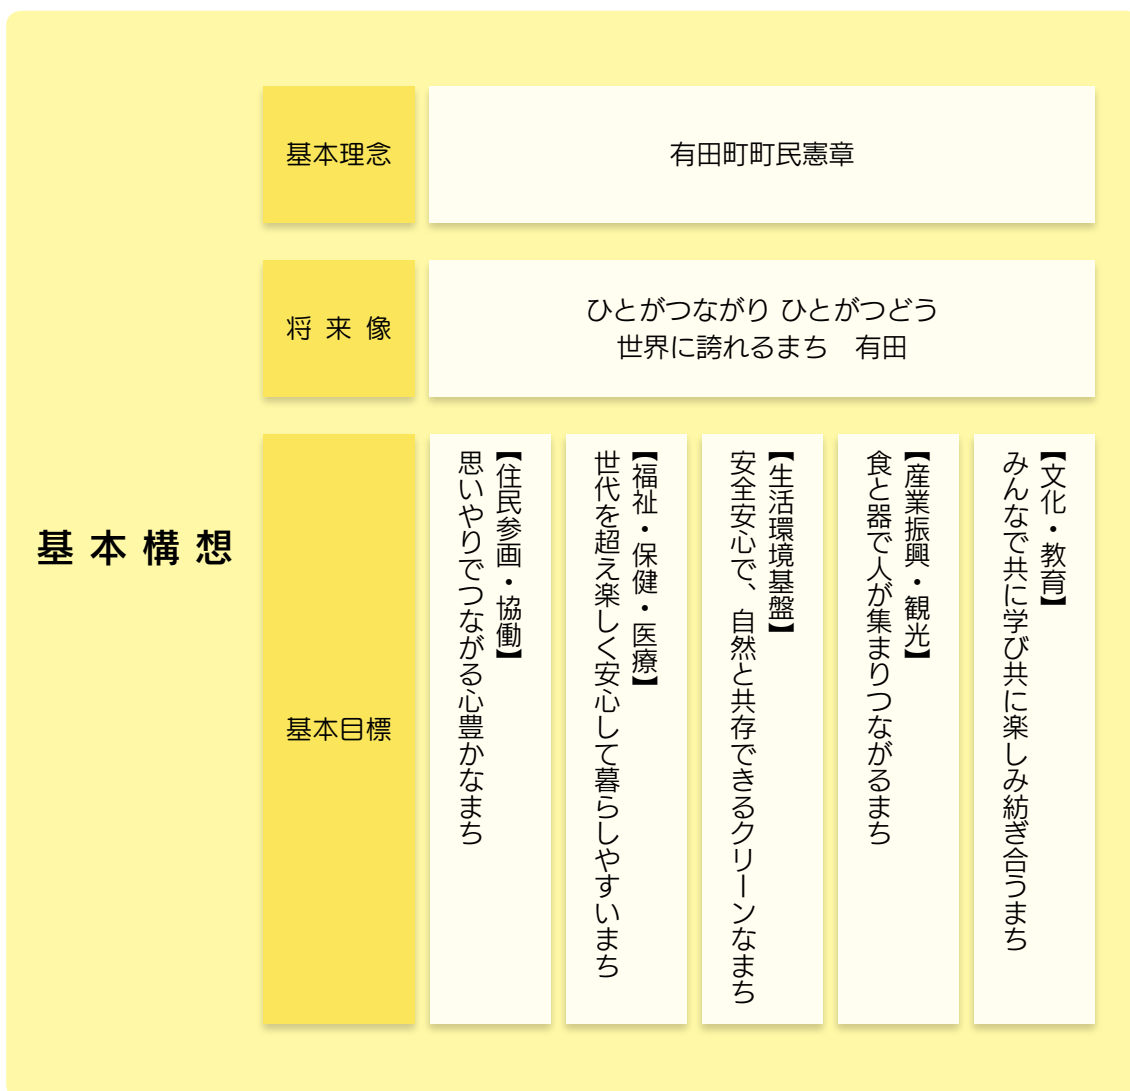 基本構想
基本理念
有田町町民憲章
将来像
ひとがつながり ひとがつどう
世界に誇れるまち　有田
基本目標
【住民参画・協働】
思いやりでつながる心豊かなまち
【福祉・保健・医療】
世代を超え楽しく安心して暮らしやすいまち
【生活環境基盤】
安全安心で、自然と共存できるクリーンなまち
【産業振興・観光】
食と器で人が集まりつながるまち
【文化・教育】
みんなで共に学び共に楽しみ紡ぎ合うまち